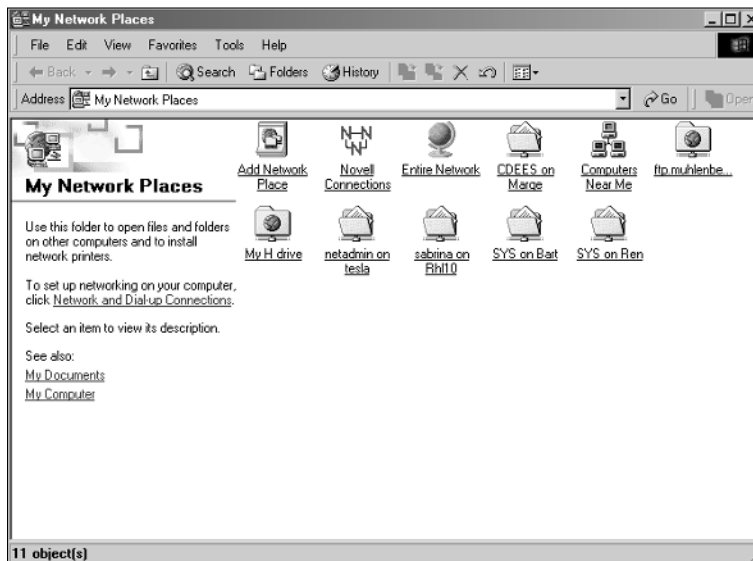 My Network Places
File Edit View Favorites Tools Help
Back Search Folders History
Address My Network Places Go Open
My Network Places
Use this folder to open files and folders
on other computers and to install
network printers.
To set up networking on your computer,
click Network and Dial-up Connections.
Select an item to view its description.
See also:
My Documents
My Computer
Add Network
Place
Novell
Connections
Entire Network
CDEES on
Marge
Computers
Near Me
ftp.muhlenbe...
My H drive
netadmin on
tesla
sabrina on
Rhl10
SYS on Bart
SYS on Ren
11 object(s)